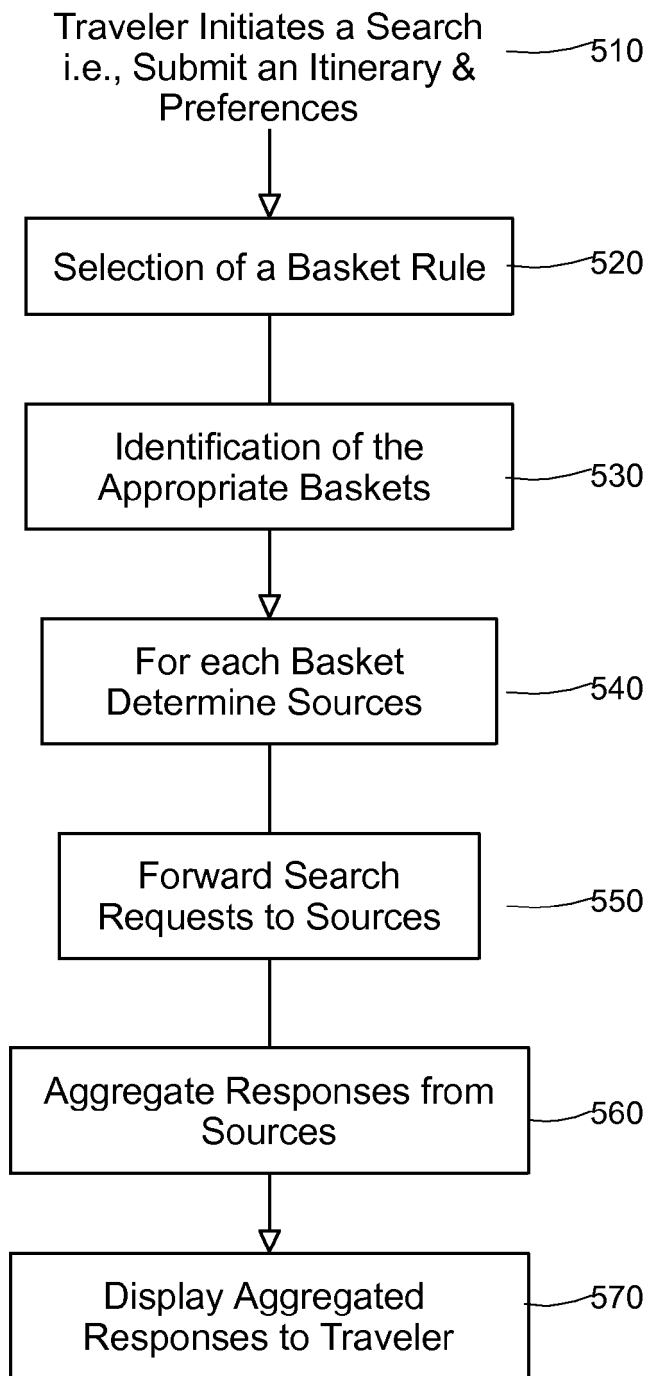 Traveler Initiates a Search
i.e., Submit an Itinerary &
Preferences
510
Selection of a Basket Rule
520
Identification of the
Appropriate Baskets
530
For each Basket
Determine Sources
540
Forward Search
Requests to Sources
550
Aggregate Responses from
Sources
560
Display Aggregated
Responses to Traveler
570